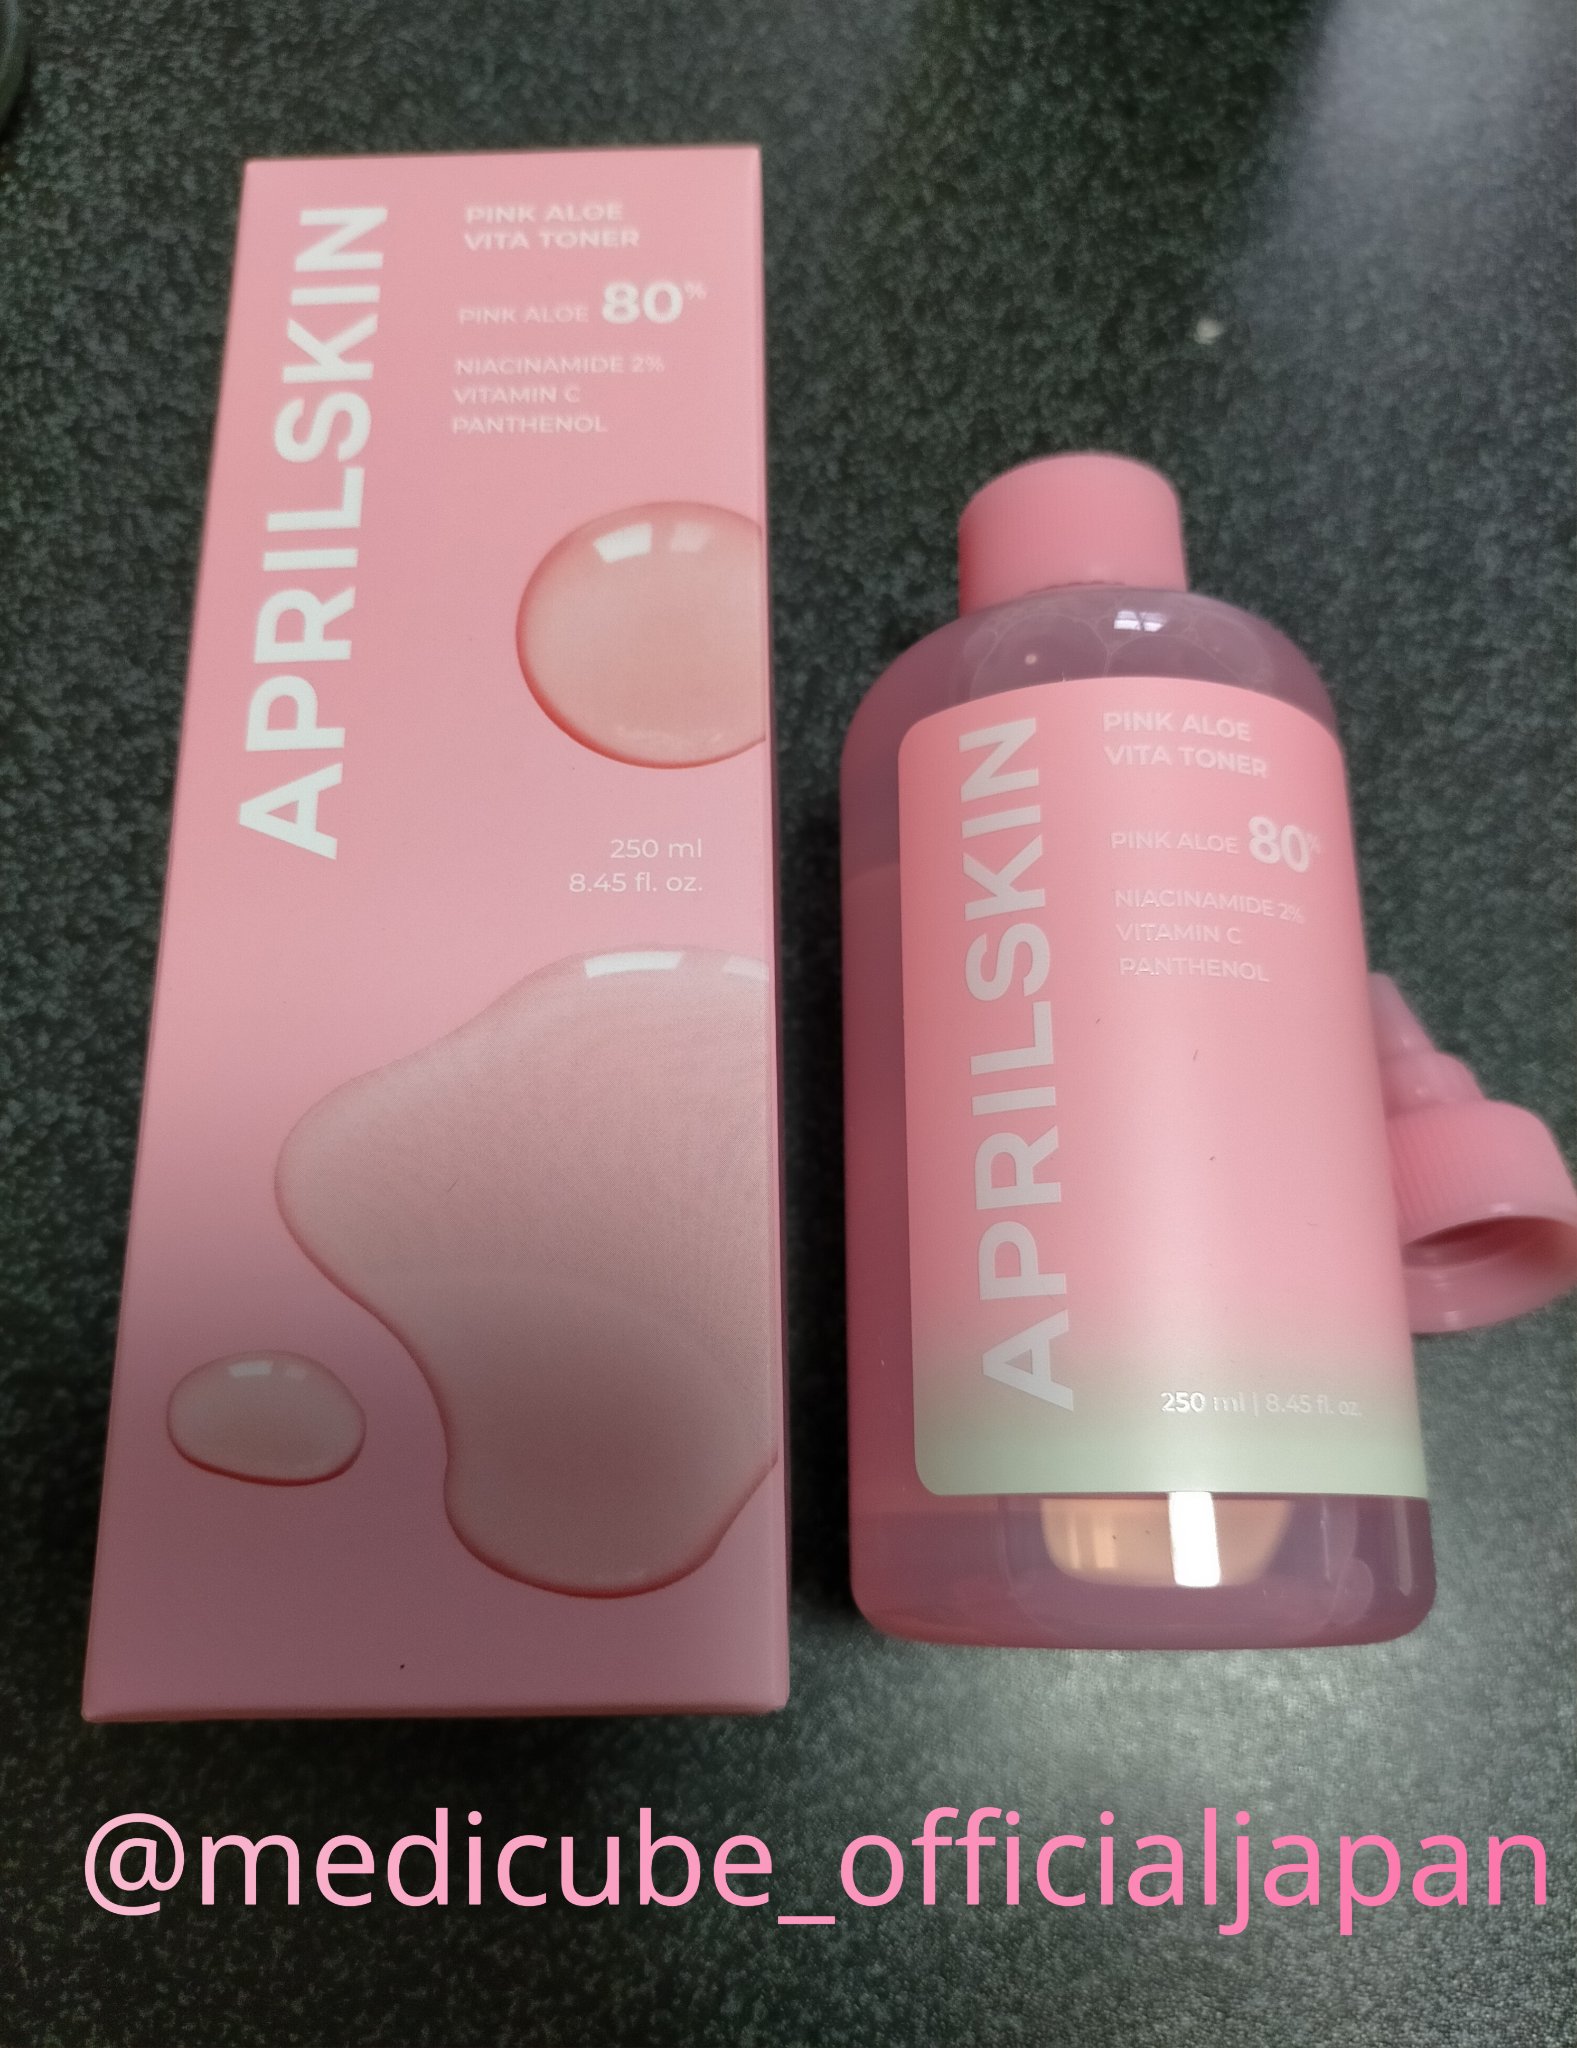 APRILSKIN
PINK ALOE
VITA TONER
PINK ALOE 80%
NIACINAMIDE 2%
VITAMIN C
PANTHENOL
250 ml
8.45 fl. oz.
APRILSKIN
PINK ALOE
VITA TONER
PINK ALOE 80%
NIACINAMIDE 2%
VITAMIN C
PANTHENOL
250 ml | 8.45 fl. oz.
@medicube_officialjapan